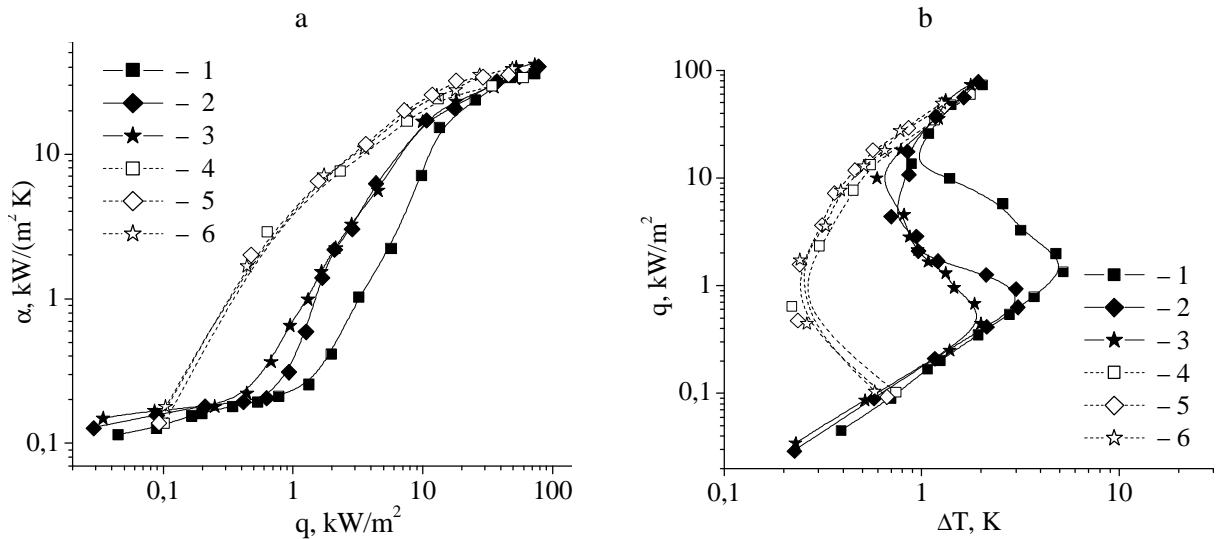 a
α, kW/(m² K)
10
1
0,1
– 1
– 2
– 3
– 4
– 5
– 6
0,1 1 10 100
q, kW/m²
b
q, kW/m²
100
10
1
0,1
– 1
– 2
– 3
– 4
– 5
– 6
0,1 1 10
ΔT, K